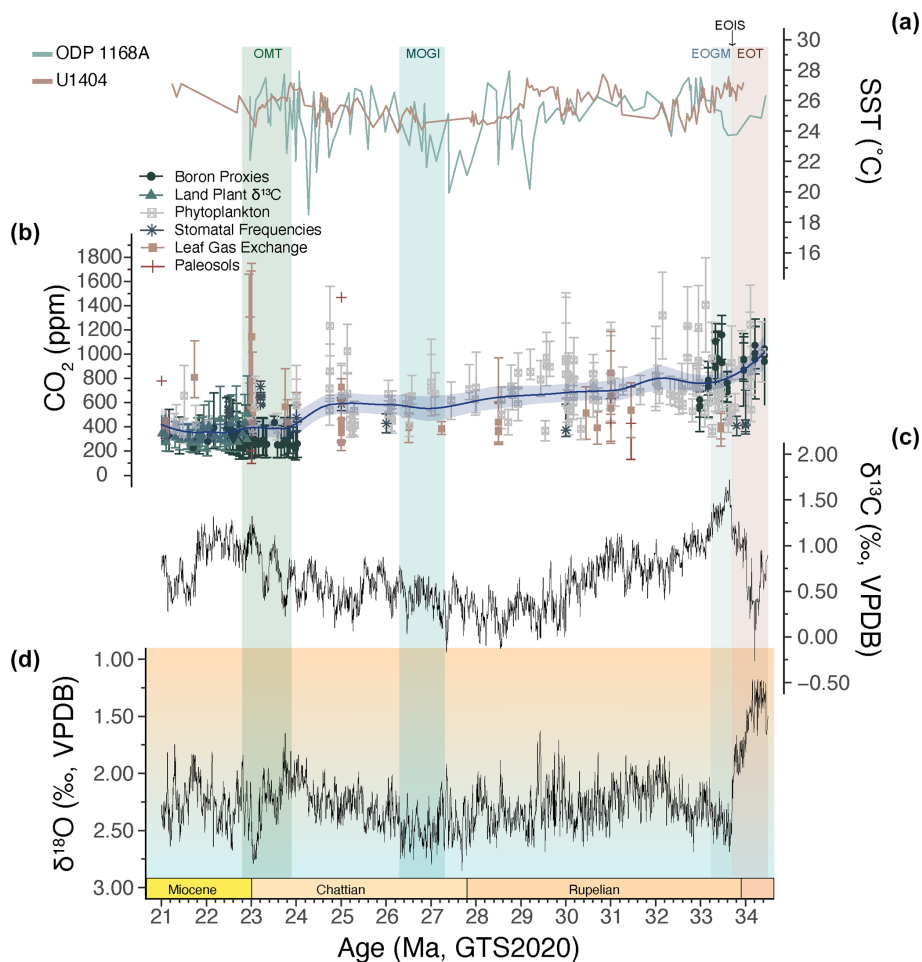 (a)
EOIS
ODP 1168A
U1404
OMT
MOGI
EOGM
EOT
30
28
26
24
22
20
18
16
SST (°C)
Boron Proxies
Land Plant δ¹³C
Phytoplankton
Stomatal Frequencies
Leaf Gas Exchange
Paleosols
(b)
1800
1600
1400
1200
1000
800
600
400
200
0
CO₂ (ppm)
(c)
2.00
1.50
1.00
0.50
0.00
−0.50
δ¹³C (‰, VPDB)
(d)
1.00
1.50
2.00
2.50
3.00
δ¹⁸O (‰, VPDB)
Miocene
Chattian
Rupelian
21 22 23 24 25 26 27 28 29 30 31 32 33 34
Age (Ma, GTS2020)